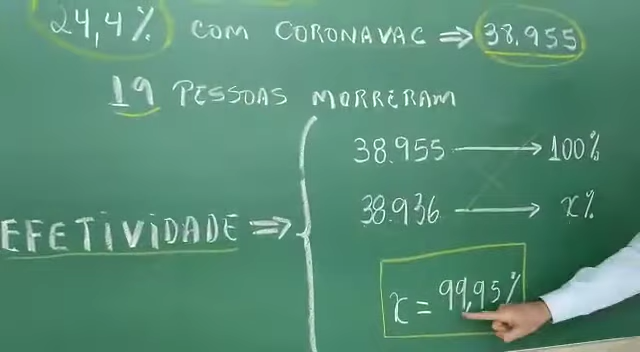 24,4% COM CORONAVAC ⇒ 38.955
19 PESSOAS MORRERAM
38.955 → 100%
38.936 → x%
EFETIVIDADE ⇒
x = 99,95%